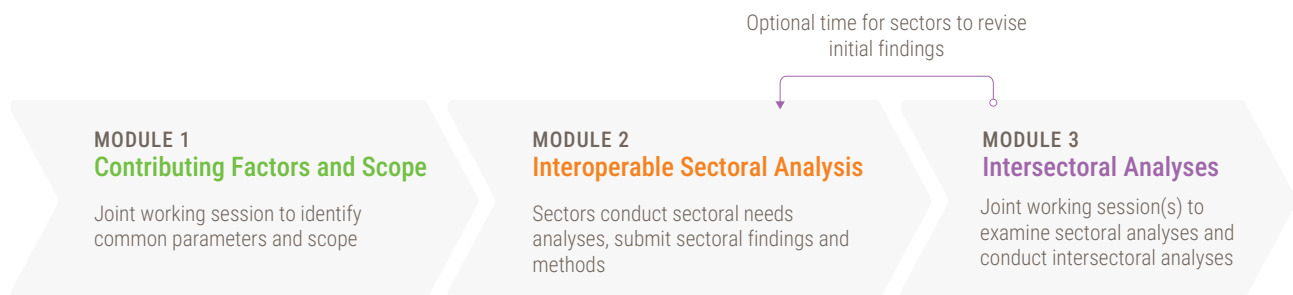 Optional time for sectors to revise
initial findings
MODULE 1
Contributing Factors and Scope
Joint working session to identify
common parameters and scope
MODULE 2
Interoperable Sectoral Analysis
Sectors conduct sectoral needs
analyses, submit sectoral findings and
methods
MODULE 3
Intersectoral Analyses
Joint working session(s) to
examine sectoral analyses and
conduct intersectoral analyses